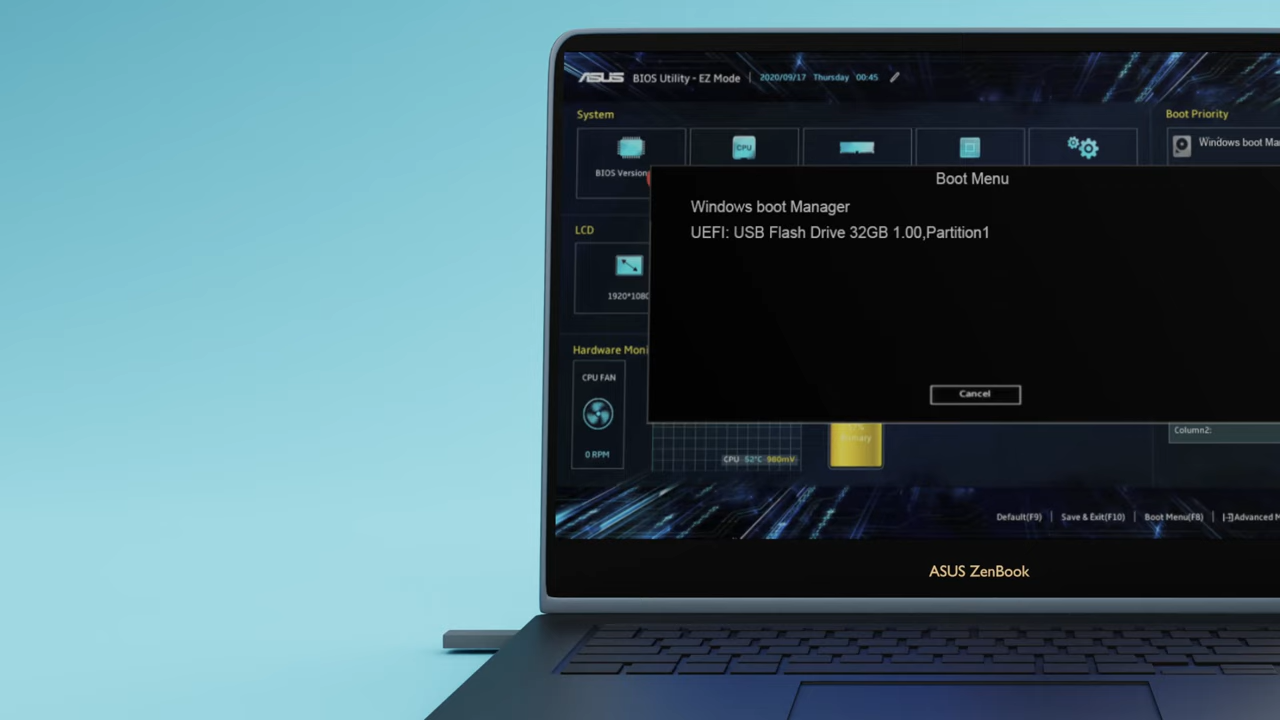 ASUS BIOS Utility - EZ Mode 2020/09/17 Thursday 00:45
System
Boot Priority
CPU
Windows boot Ma
BIOS Version
Boot Menu
Windows boot Manager
UEFI: USB Flash Drive 32GB 1.00,Partition1
LCD
1920*1080
Hardware Moni
CPU FAN
Cancel
0 RPM
CPU 52°C 980mV
Column2:
Default(F9) Save & Exit(F10) Boot Menu(F8) Advanced M
ASUS ZenBook